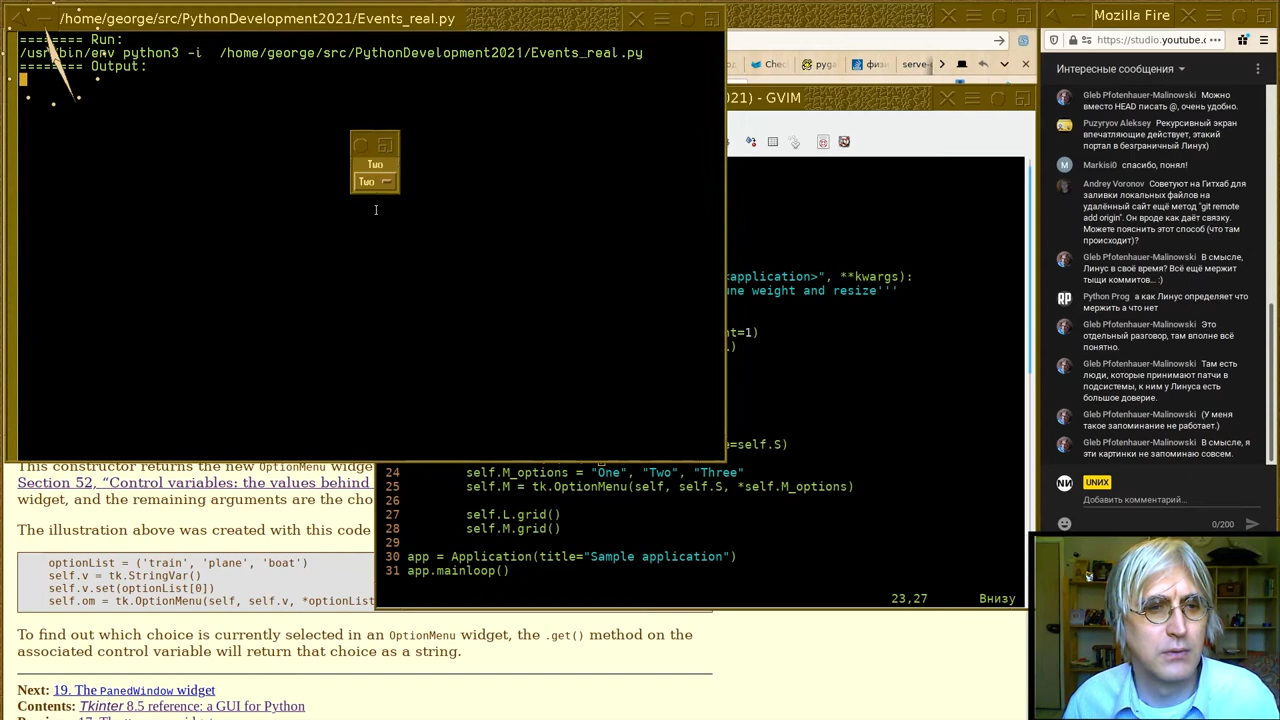 /home/george/src/PythonDevelopment2021/Events_real.py
======== Run:
/usr/bin/env python3 -i  /home/george/src/PythonDevelopment2021/Events_real.py
======== Output:
Two
Two
2021) - GVIM
Chec
pyga
физи
serve-
<application>", **kwargs):
une weight and resize'''
nt=1)
e=self.S)
24 self.M_options = "One", "Two", "Three"
25 self.M = tk.OptionMenu(self, self.S, *self.M_options)
26
27 self.L.grid()
28 self.M.grid()
29
30 app = Application(title="Sample application")
31 app.mainloop()
23,27 Внизу
This constructor returns the new OptionMenu widge
Section 52, “Control variables: the values behind
widget, and the remaining arguments are the cho
The illustration above was created with this code
optionList = ('train', 'plane', 'boat')
self.v = tk.StringVar()
self.v.set(optionList[0])
self.om = tk.OptionMenu(self, self.v, *optionList
To find out which choice is currently selected in an OptionMenu widget, the .get() method on the
associated control variable will return that choice as a string.
Next: 19. The PanedWindow widget
Contents: Tkinter 8.5 reference: a GUI for Python
Mozilla Fire
https://studio.youtube.c
Интересные сообщения
Gleb Pfotenhauer-Malinowski Можно
вместо HEAD писать @, очень удобно.
Puzyryov Aleksey Рекурсивный экран
впечатляющие действует, этакий
портал в безграничный Линух)
Markisi0 спасибо, понял!
Andrey Voronov Советуют на Гитхаб для
заливки локальных файлов на
удалённый сайт ещё метод "git remote
add origin". Он вроде как даёт связку.
Можете пояснить этот способ (что там
происходит)?
Gleb Pfotenhauer-Malinowski В смысле,
Линус в своё время? Всё ещё мержит
тыщи коммитов... :)
Python Prog а как Линус определяет что
мержить а что нет
Gleb Pfotenhauer-Malinowski Это
отдельный разговор, там вполне всё
понятно.
Gleb Pfotenhauer-Malinowski Там есть
люди, которые принимают патчи в
подсистемы, к ним у Линуса есть
большое доверие.
Gleb Pfotenhauer-Malinowski (У меня
такое запоминание не работает.)
Gleb Pfotenhauer-Malinowski В смысле, я
эти картинки не запоминаю совсем.
UNИX
Добавить комментарий...
0/200